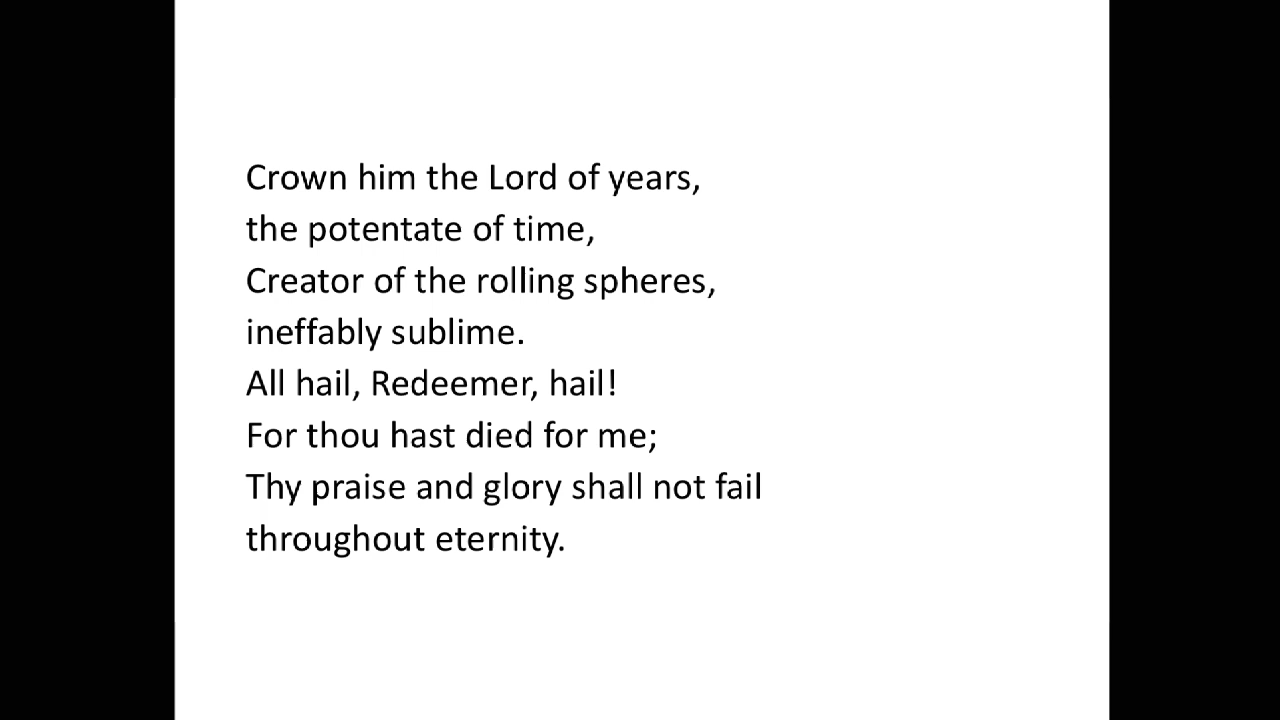 Crown him the Lord of years,
the potentate of time,
Creator of the rolling spheres,
ineffably sublime.
All hail, Redeemer, hail!
For thou hast died for me;
Thy praise and glory shall not fail
throughout eternity.